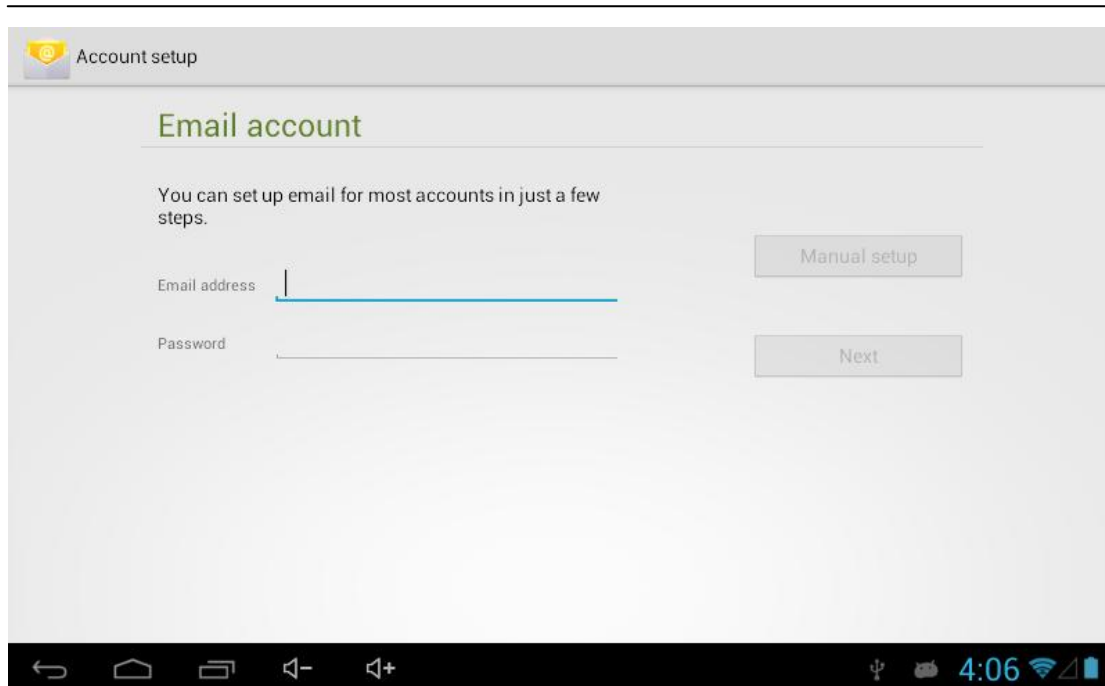 Account setup
Email account
You can set up email for most accounts in just a few
steps.
Manual setup
Email address
Password
Next
4:06